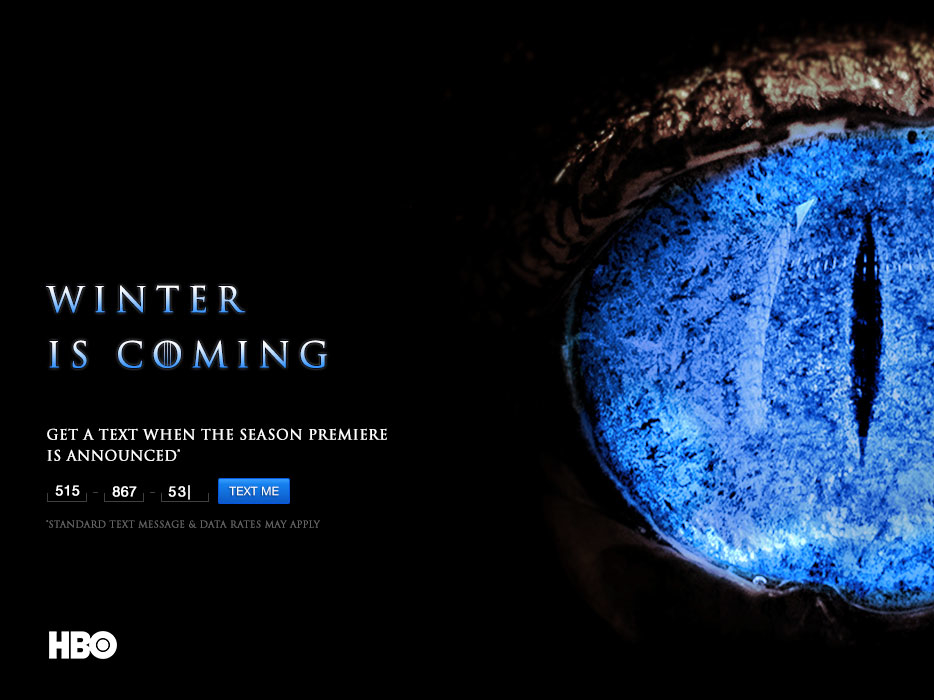 WINTER
IS COMING
GET A TEXT WHEN THE SEASON PREMIERE
IS ANNOUNCED*
515 - 867 - 53| TEXT ME
*STANDARD TEXT MESSAGE & DATA RATES MAY APPLY
HBO